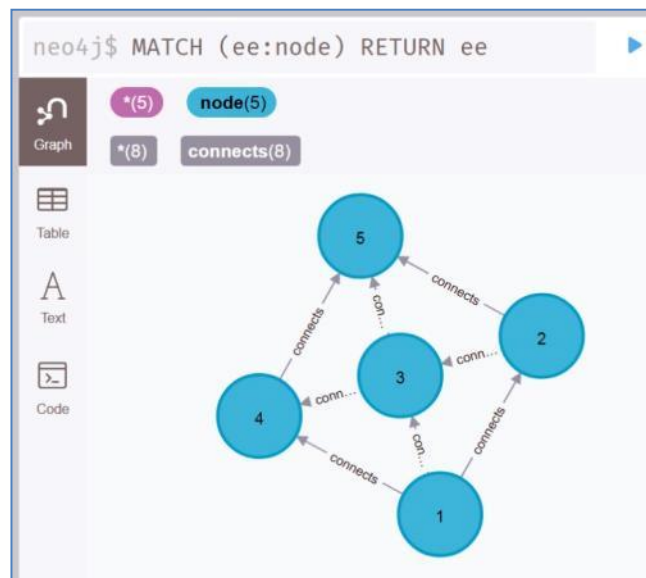 neo4j$ MATCH (ee:node) RETURN ee
*(5) node(5)
Graph
*(8) connects(8)
Table
Text
Code
5
connects
connects
con...
2
conn...
3
conn...
4
connects
con...
connects
1